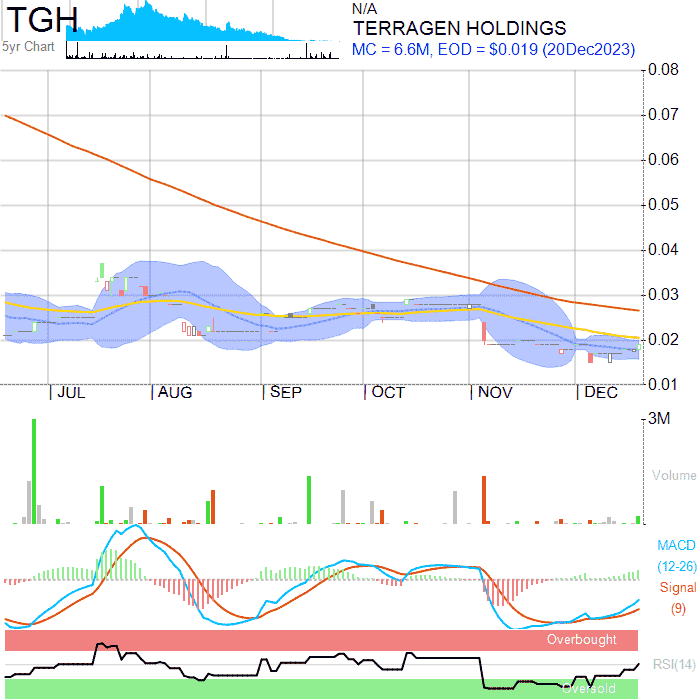 TGH
5yr Chart
N/A
TERRAGEN HOLDINGS
MC = 6.6M, EOD = $0.019 (20Dec2023)
0.08
0.07
0.06
0.05
0.04
0.03
0.02
0.01
JUL AUG SEP OCT NOV DEC
3M
Volume
MACD
(12-26)
Signal
(9)
Overbought
RSI(14)
Oversold